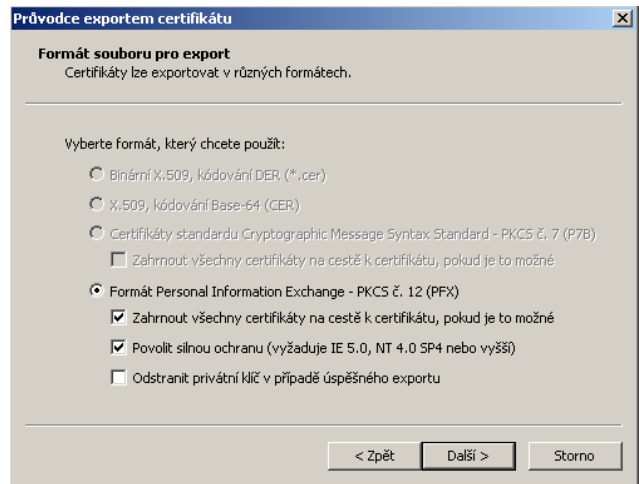 Průvodce exportem certifikátu
Formát souboru pro export
Certifikáty lze exportovat v různých formátech.
Vyberte formát, který chcete použít:
Binární X.509, kódování DER (*.cer)
X.509, kódování Base-64 (CER)
Certifikáty standardu Cryptographic Message Syntax Standard - PKCS č. 7 (P7B)
Zahrnout všechny certifikáty na cestě k certifikátu, pokud je to možné
Formát Personal Information Exchange - PKCS č. 12 (PFX)
Zahrnout všechny certifikáty na cestě k certifikátu, pokud je to možné
Povolit silnou ochranu (vyžaduje IE 5.0, NT 4.0 SP4 nebo vyšší)
Odstranit privátní klíč v případě úspěšného exportu
< Zpět Další > Storno